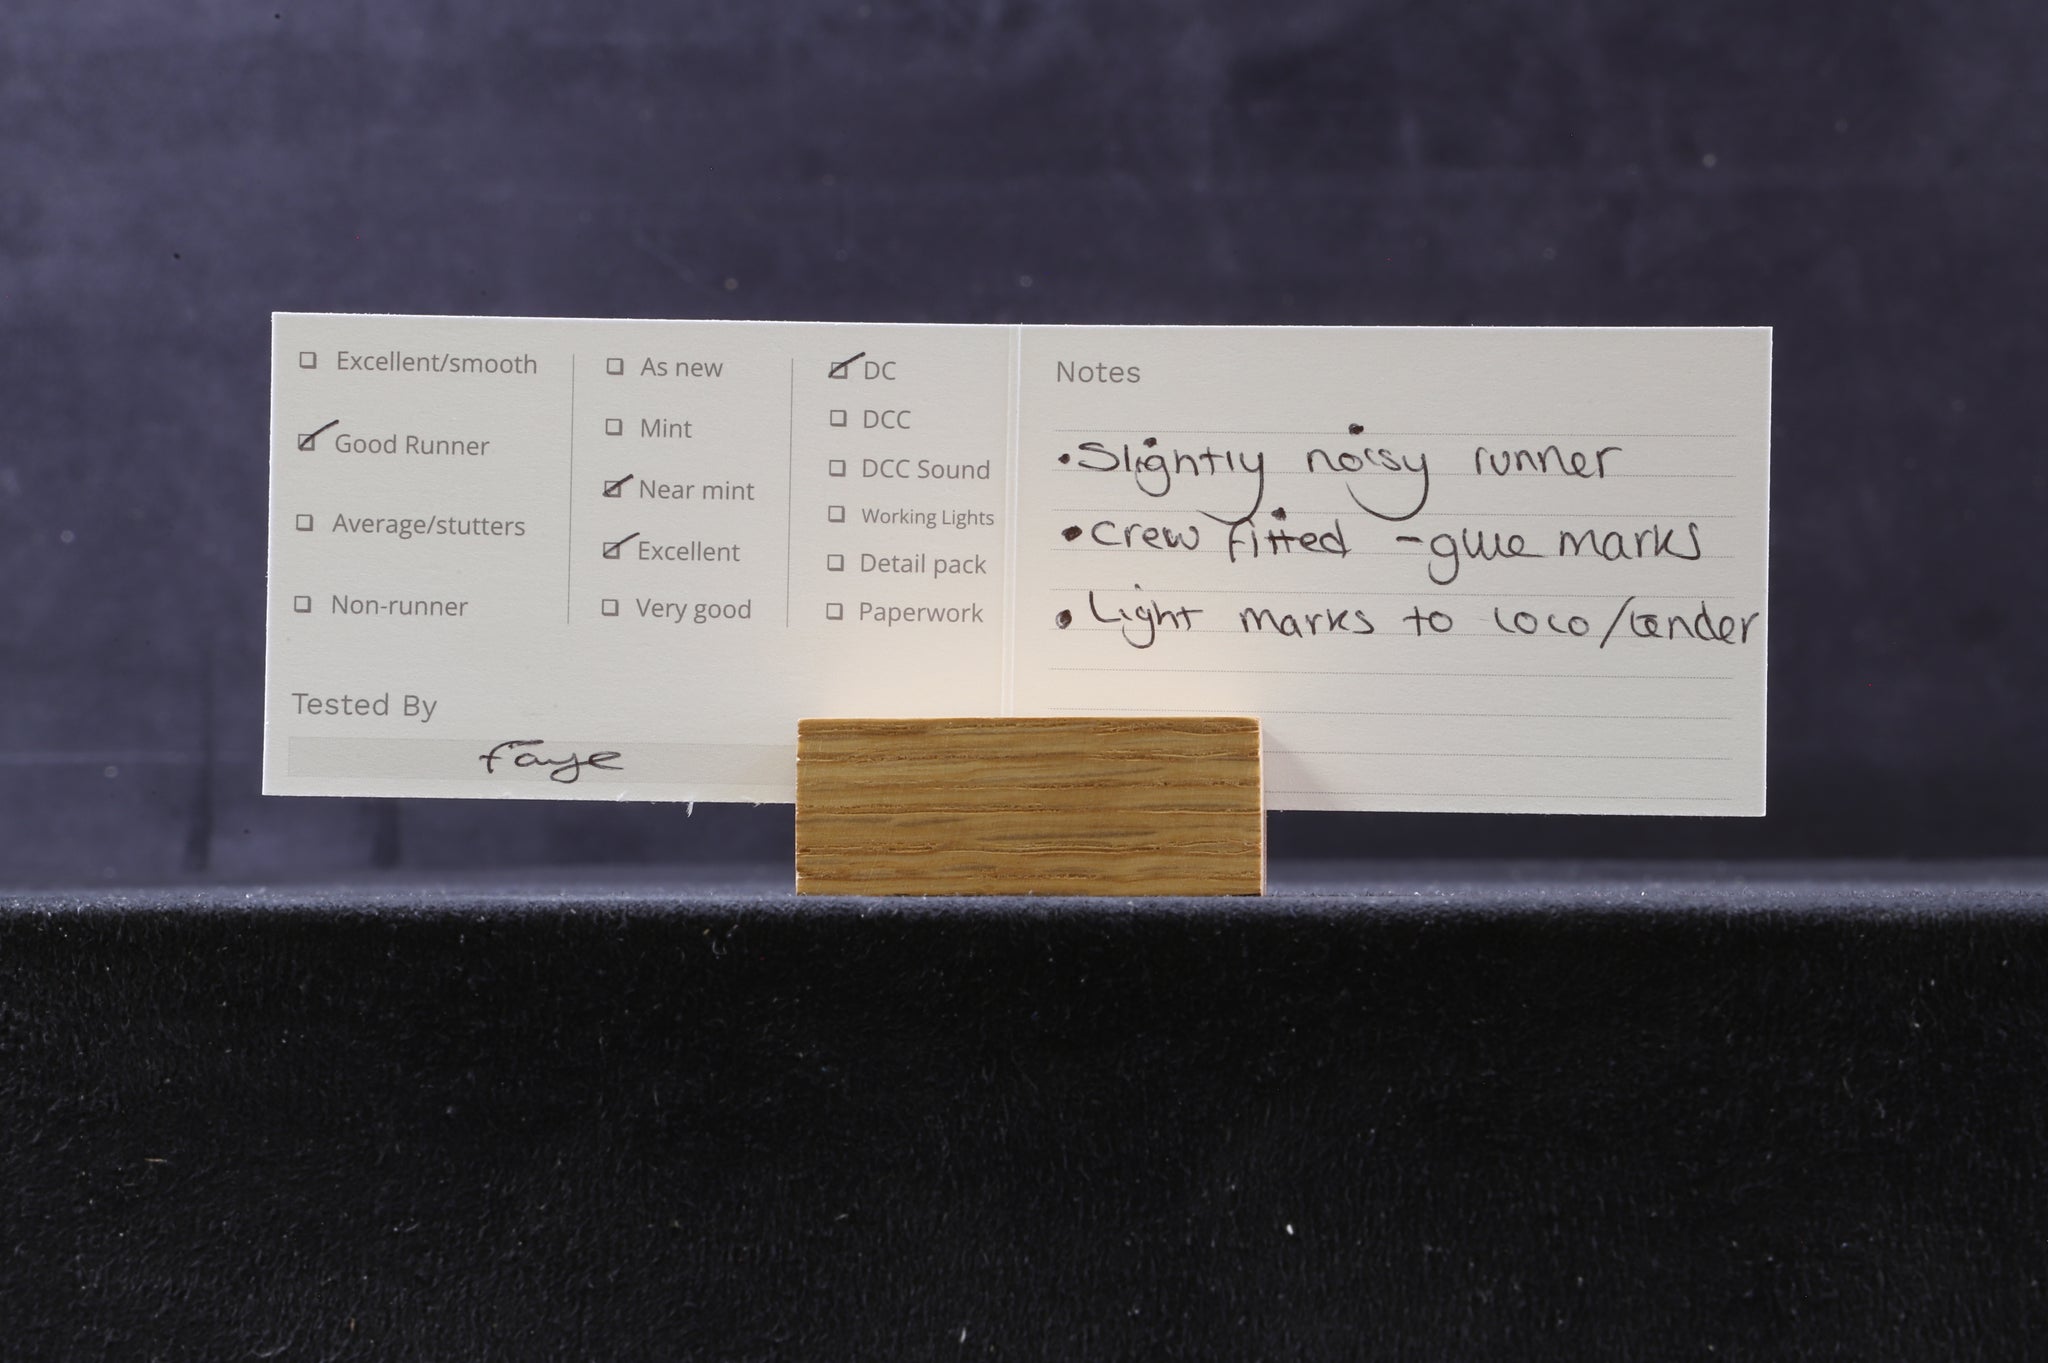 ☐ Excellent/smooth
☑ Good Runner
☐ Average/stutters
☐ Non-runner
☐ As new
☐ Mint
☑ Near mint
☑ Excellent
☐ Very good
☑ DC
☐ DCC
☐ DCC Sound
☐ Working Lights
☐ Detail pack
☐ Paperwork
Tested By
Faye
Notes
• Slightly noisy runner
• Crew fitted - glue marks
• Light marks to loco/tender